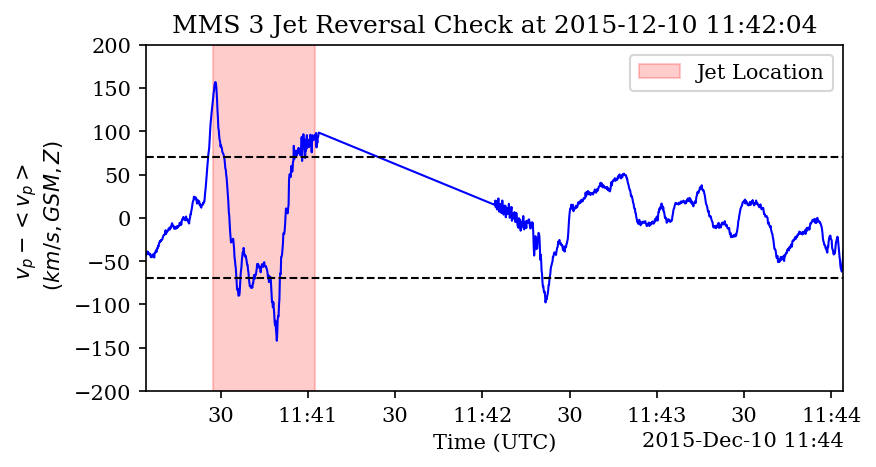 MMS 3 Jet Reversal Check at 2015-12-10 11:42:04
200
150
100
50
0
−50
−100
−150
−200
v_p − < v_p >
(km/s, GSM, Z)
Jet Location
30 11:41 30 11:42 30 11:43 30 11:44
Time (UTC)
2015-Dec-10 11:44